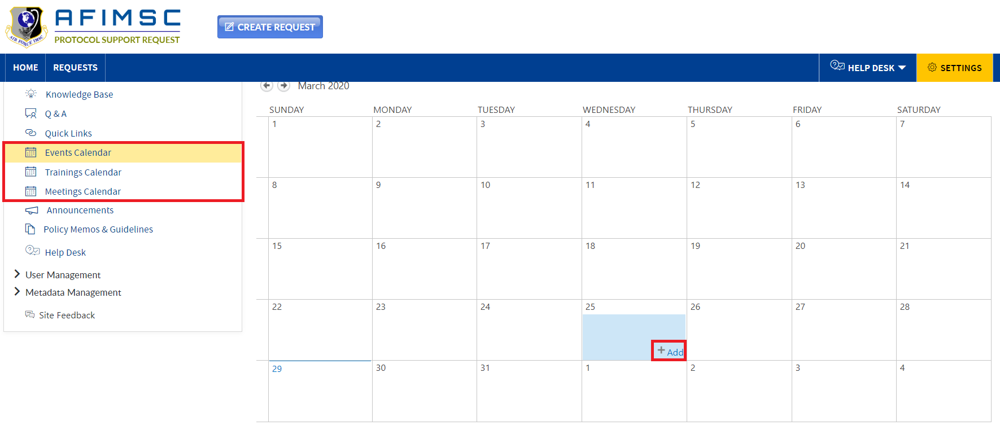 AIR FORCE IMSC
AFIMSC
PROTOCOL SUPPORT REQUEST
CREATE REQUEST
HOME REQUESTS HELP DESK SETTINGS
Knowledge Base
Q & A
Quick Links
Events Calendar
Trainings Calendar
Meetings Calendar
Announcements
Policy Memos & Guidelines
Help Desk
User Management
Metadata Management
Site Feedback
March 2020
SUNDAY MONDAY TUESDAY WEDNESDAY THURSDAY FRIDAY SATURDAY
1 2 3 4 5 6 7
8 9 10 11 12 13 14
15 16 17 18 19 20 21
22 23 24 25 26 27 28
+ Add
29 30 31 1 2 3 4